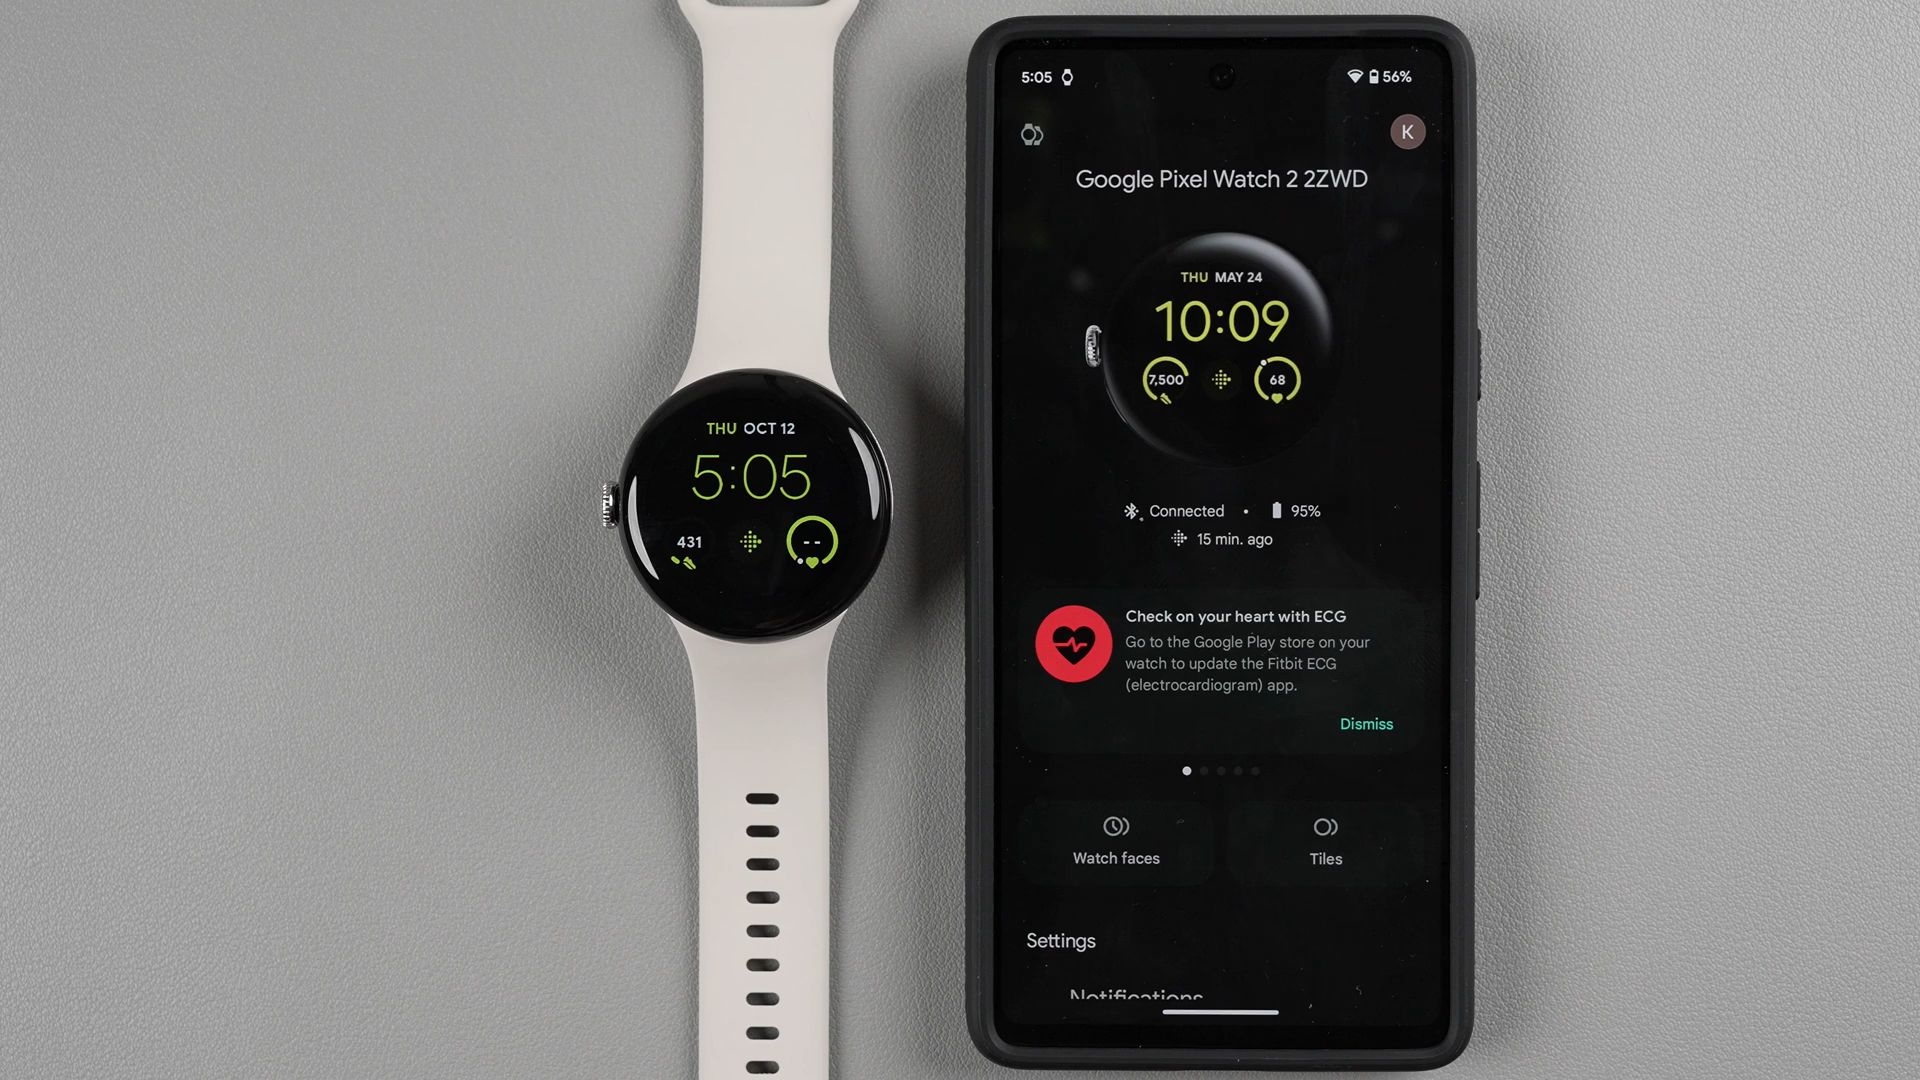 THU OCT 12
5:05
431
--
5:05
56%
K
Google Pixel Watch 2 2ZWD
THU MAY 24
10:09
7,500
68
Connected • 95%
15 min. ago
Check on your heart with ECG
Go to the Google Play store on your
watch to update the Fitbit ECG
(electrocardiogram) app.
Dismiss
Watch faces
Tiles
Settings
Notifications